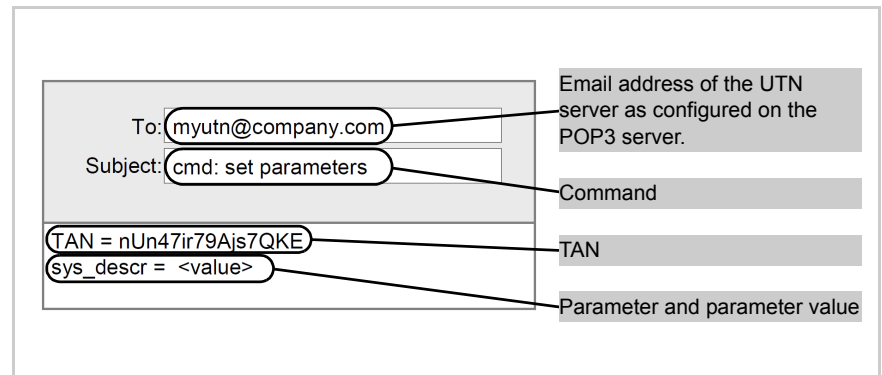 To: myutn@company.com
Subject: cmd: set parameters
TAN = nUn47ir79Ajs7QKE
sys_descr = <value>
Email address of the UTN
server as configured on the
POP3 server.
Command
TAN
Parameter and parameter value